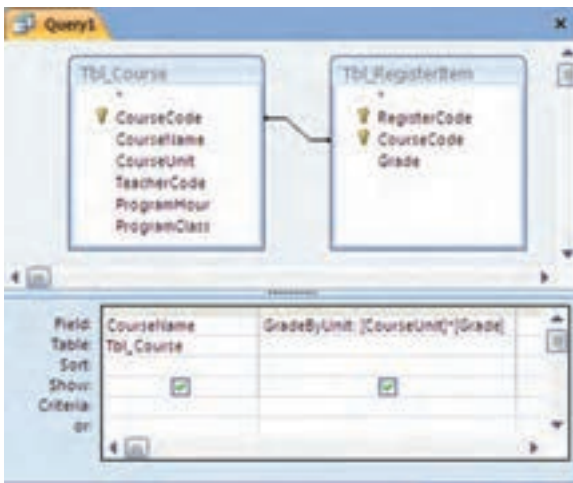 Query1
Tbl_Course
*
CourseCode
CourseName
CourseUnit
TeacherCode
ProgramHour
ProgramClass
Tbl_RegisterItem
*
RegisterCode
CourseCode
Grade
Field: CourseName GradeByUnit: [CourseUnit]*[Grade]
Table: Tbl_Course
Sort:
Show:
Criteria:
or: